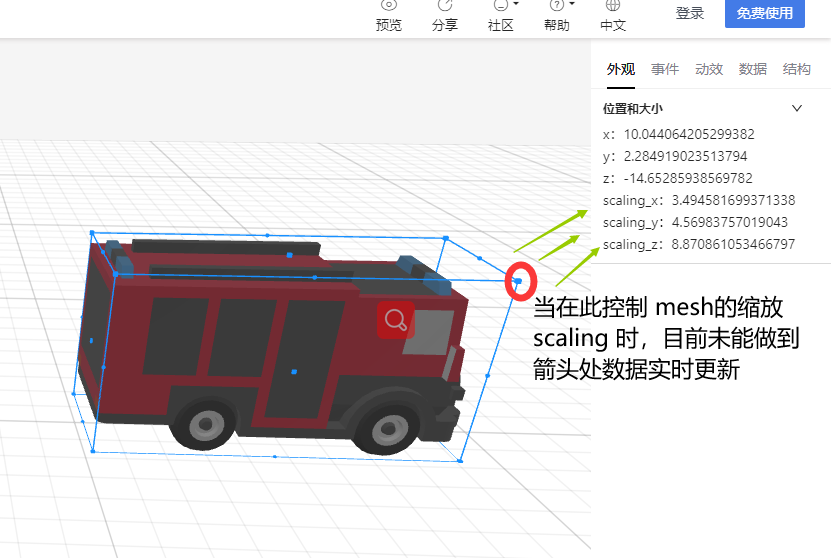 预览 分享 社区 帮助 中文 登录 免费使用
外观 事件 动效 数据 结构
位置和大小
x: 10.044064205299382
y: 2.284919023513794
z: -14.65285938569782
scaling_x: 3.494581699371338
scaling_y: 4.56983757019043
scaling_z: 8.870861053466797
当在此控制 mesh的缩放
scaling 时，目前未能做到
箭头处数据实时更新